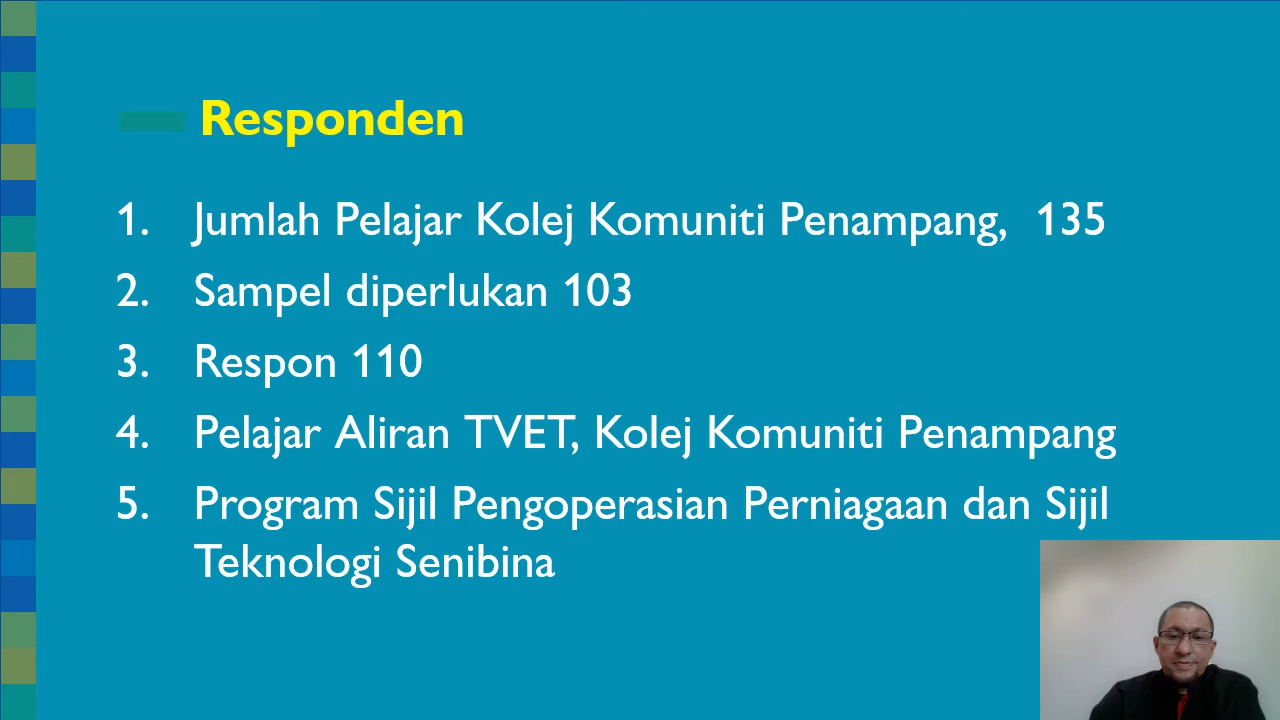 Responden
1. Jumlah Pelajar Kolej Komuniti Penampang, 135
2. Sampel diperlukan 103
3. Respon 110
4. Pelajar Aliran TVET, Kolej Komuniti Penampang
5. Program Sijil Pengoperasian Perniagaan dan Sijil
Teknologi Senibina